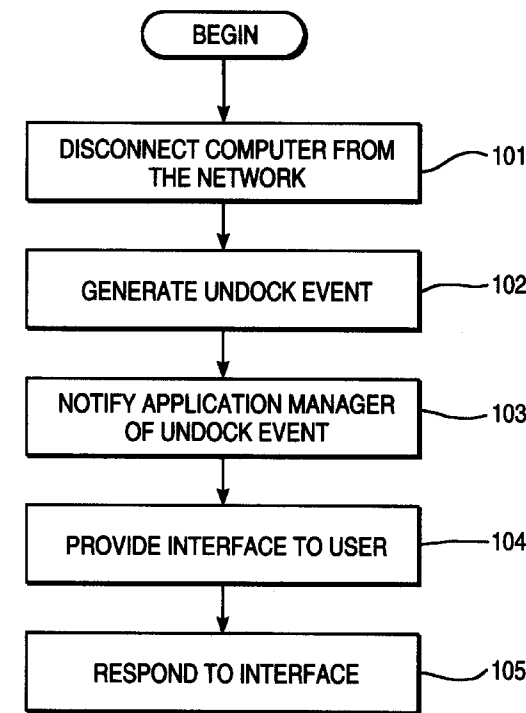 BEGIN
DISCONNECT COMPUTER FROM
THE NETWORK
101
GENERATE UNDOCK EVENT
102
NOTIFY APPLICATION MANAGER
OF UNDOCK EVENT
103
PROVIDE INTERFACE TO USER
104
RESPOND TO INTERFACE
105